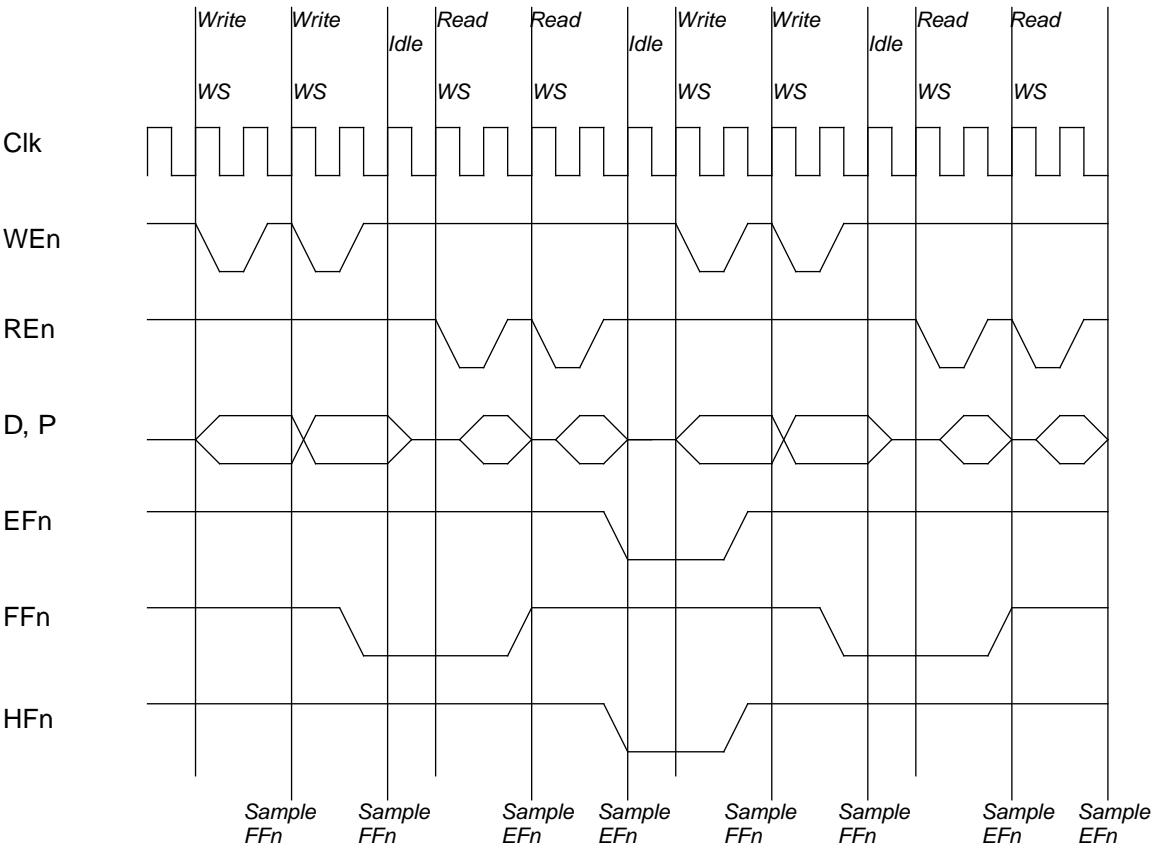 Write Write Read Read Write Write Read Read
Idle Idle Idle
WS WS WS WS WS WS WS WS
Clk
WEn
REn
D, P
EFn
FFn
HFn
Sample Sample Sample Sample Sample Sample Sample Sample
FFn FFn EFn EFn FFn FFn EFn EFn